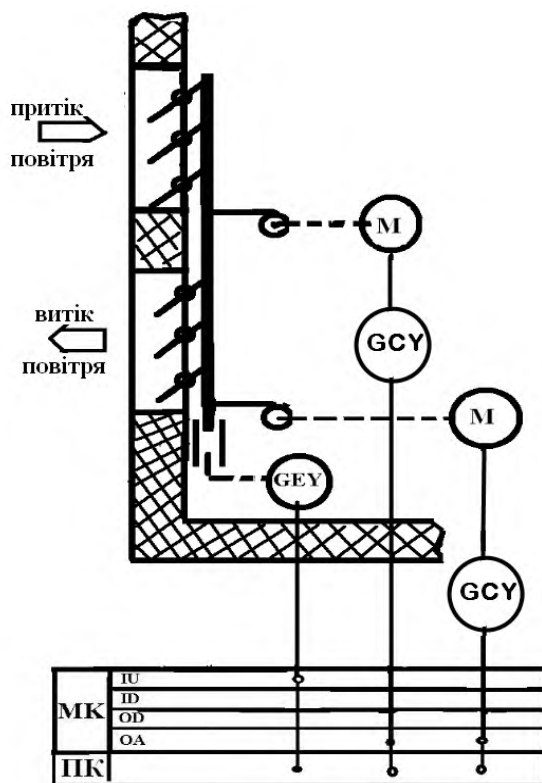 притік
повітря
M
витік
повітря
GCY
M
GEY
GCY
МК
IU
ID
OD
OA
ПК